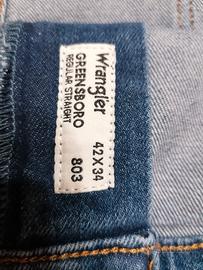 Wrangler
GREENSBORO
REGULAR STRAIGHT
42X34
803